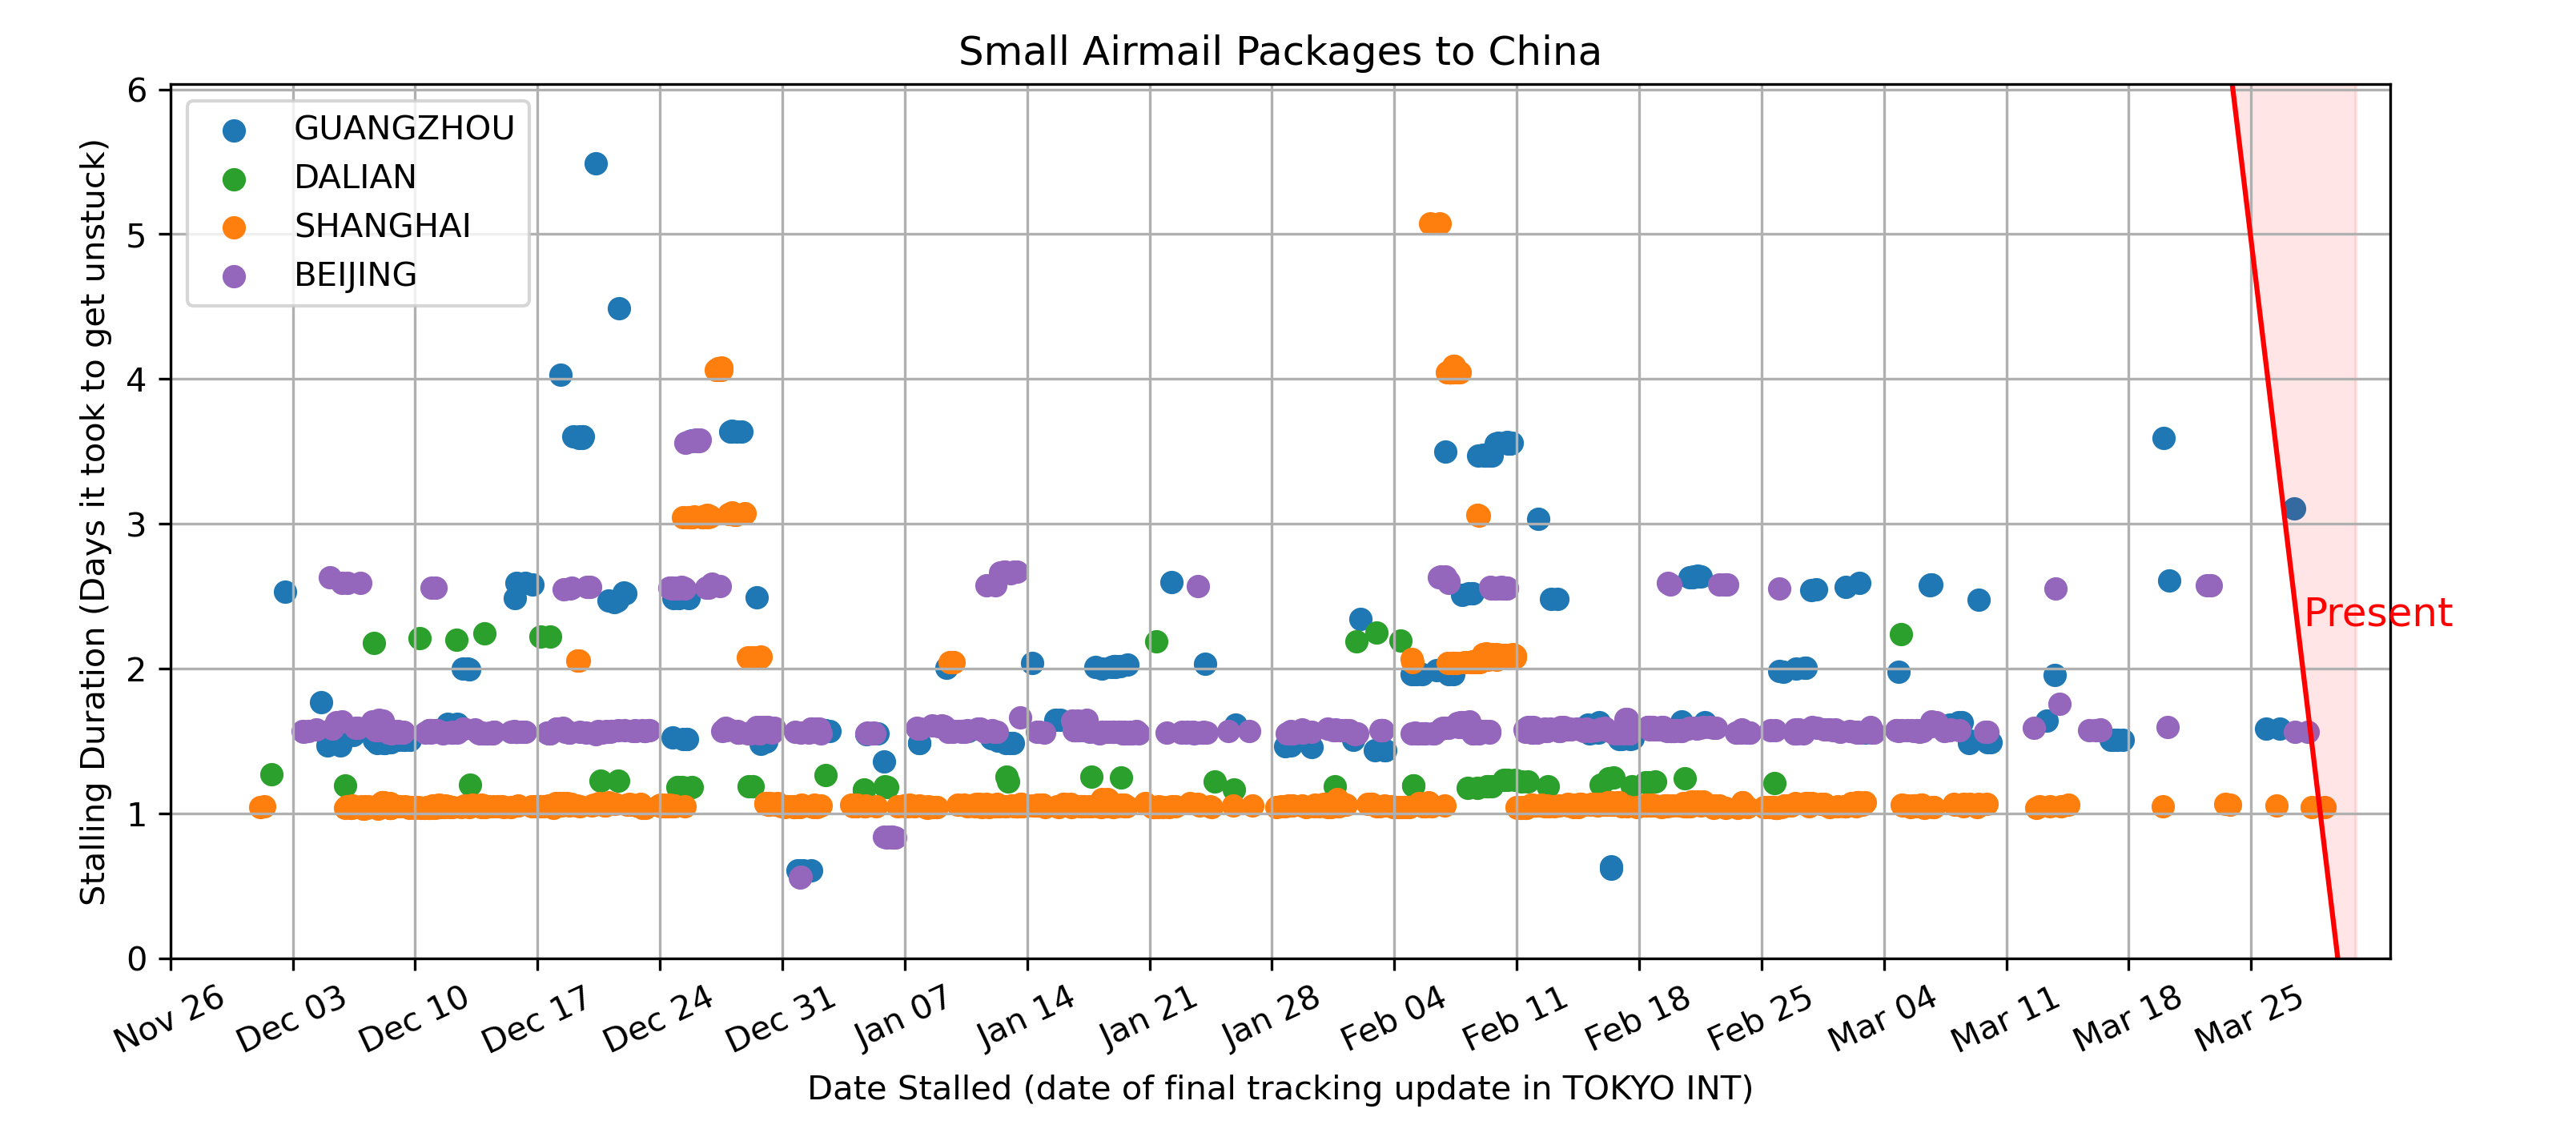 Small Airmail Packages to China
6
5
4
3
2
1
0
Stalling Duration (Days it took to get unstuck)
GUANGZHOU
DALIAN
SHANGHAI
BEIJING
Present
Nov 26
Dec 03
Dec 10
Dec 17
Dec 24
Dec 31
Jan 07
Jan 14
Jan 21
Jan 28
Feb 04
Feb 11
Feb 18
Feb 25
Mar 04
Mar 11
Mar 18
Mar 25
Date Stalled (date of final tracking update in TOKYO INT)